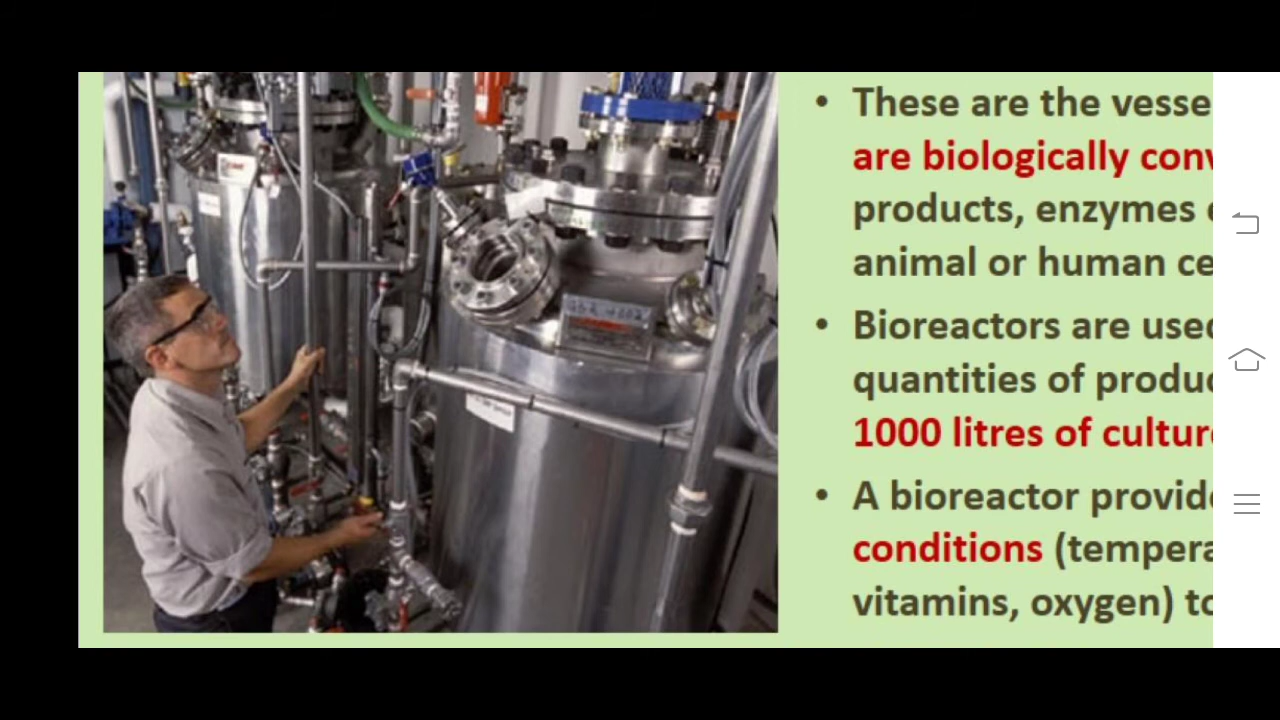 These are the vesse
are biologically conv
products, enzymes
animal or human ce
Bioreactors are used
quantities of produc
1000 litres of culture
A bioreactor provide
conditions (tempera
vitamins, oxygen) to